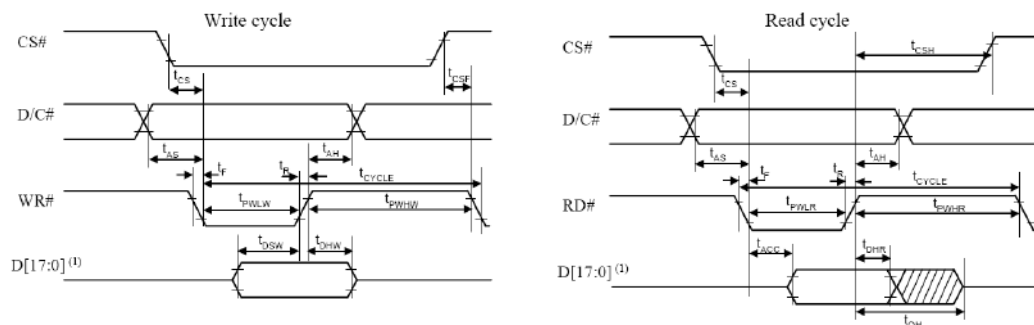 Write cycle
CS#
tCS
tCSF
D/C#
tAS
tF
tR
tAH
tCYCLE
WR#
tPWLW
tPWHW
tDSW
tDHW
D[17:0](1)
Read cycle
CS#
tCS
tCSH
D/C#
tAS
tF
tR
tAH
tCYCLE
RD#
tPWLR
tPWHR
tACC
tDHR
D[17:0](1)
tOH